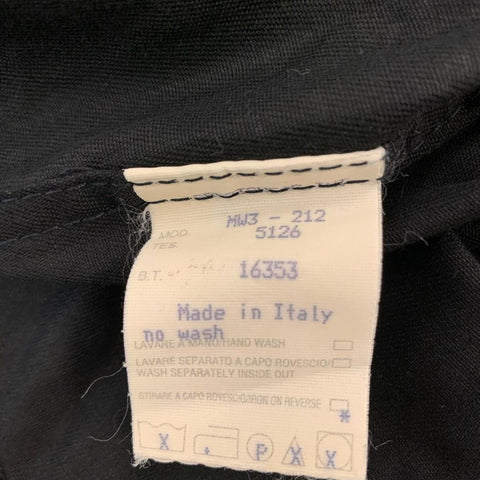 MOD. MW3 - 212
TES. 5126
B.T. 16353
Made in Italy
no wash
LAVARE A MANO/HAND WASH
LAVARE SEPARATO A CAPO ROVESCIO/
WASH SEPARATELY INSIDE OUT
STIRARE A CAPO ROVESCIO/IRON ON REVERSE
*
X . P X X